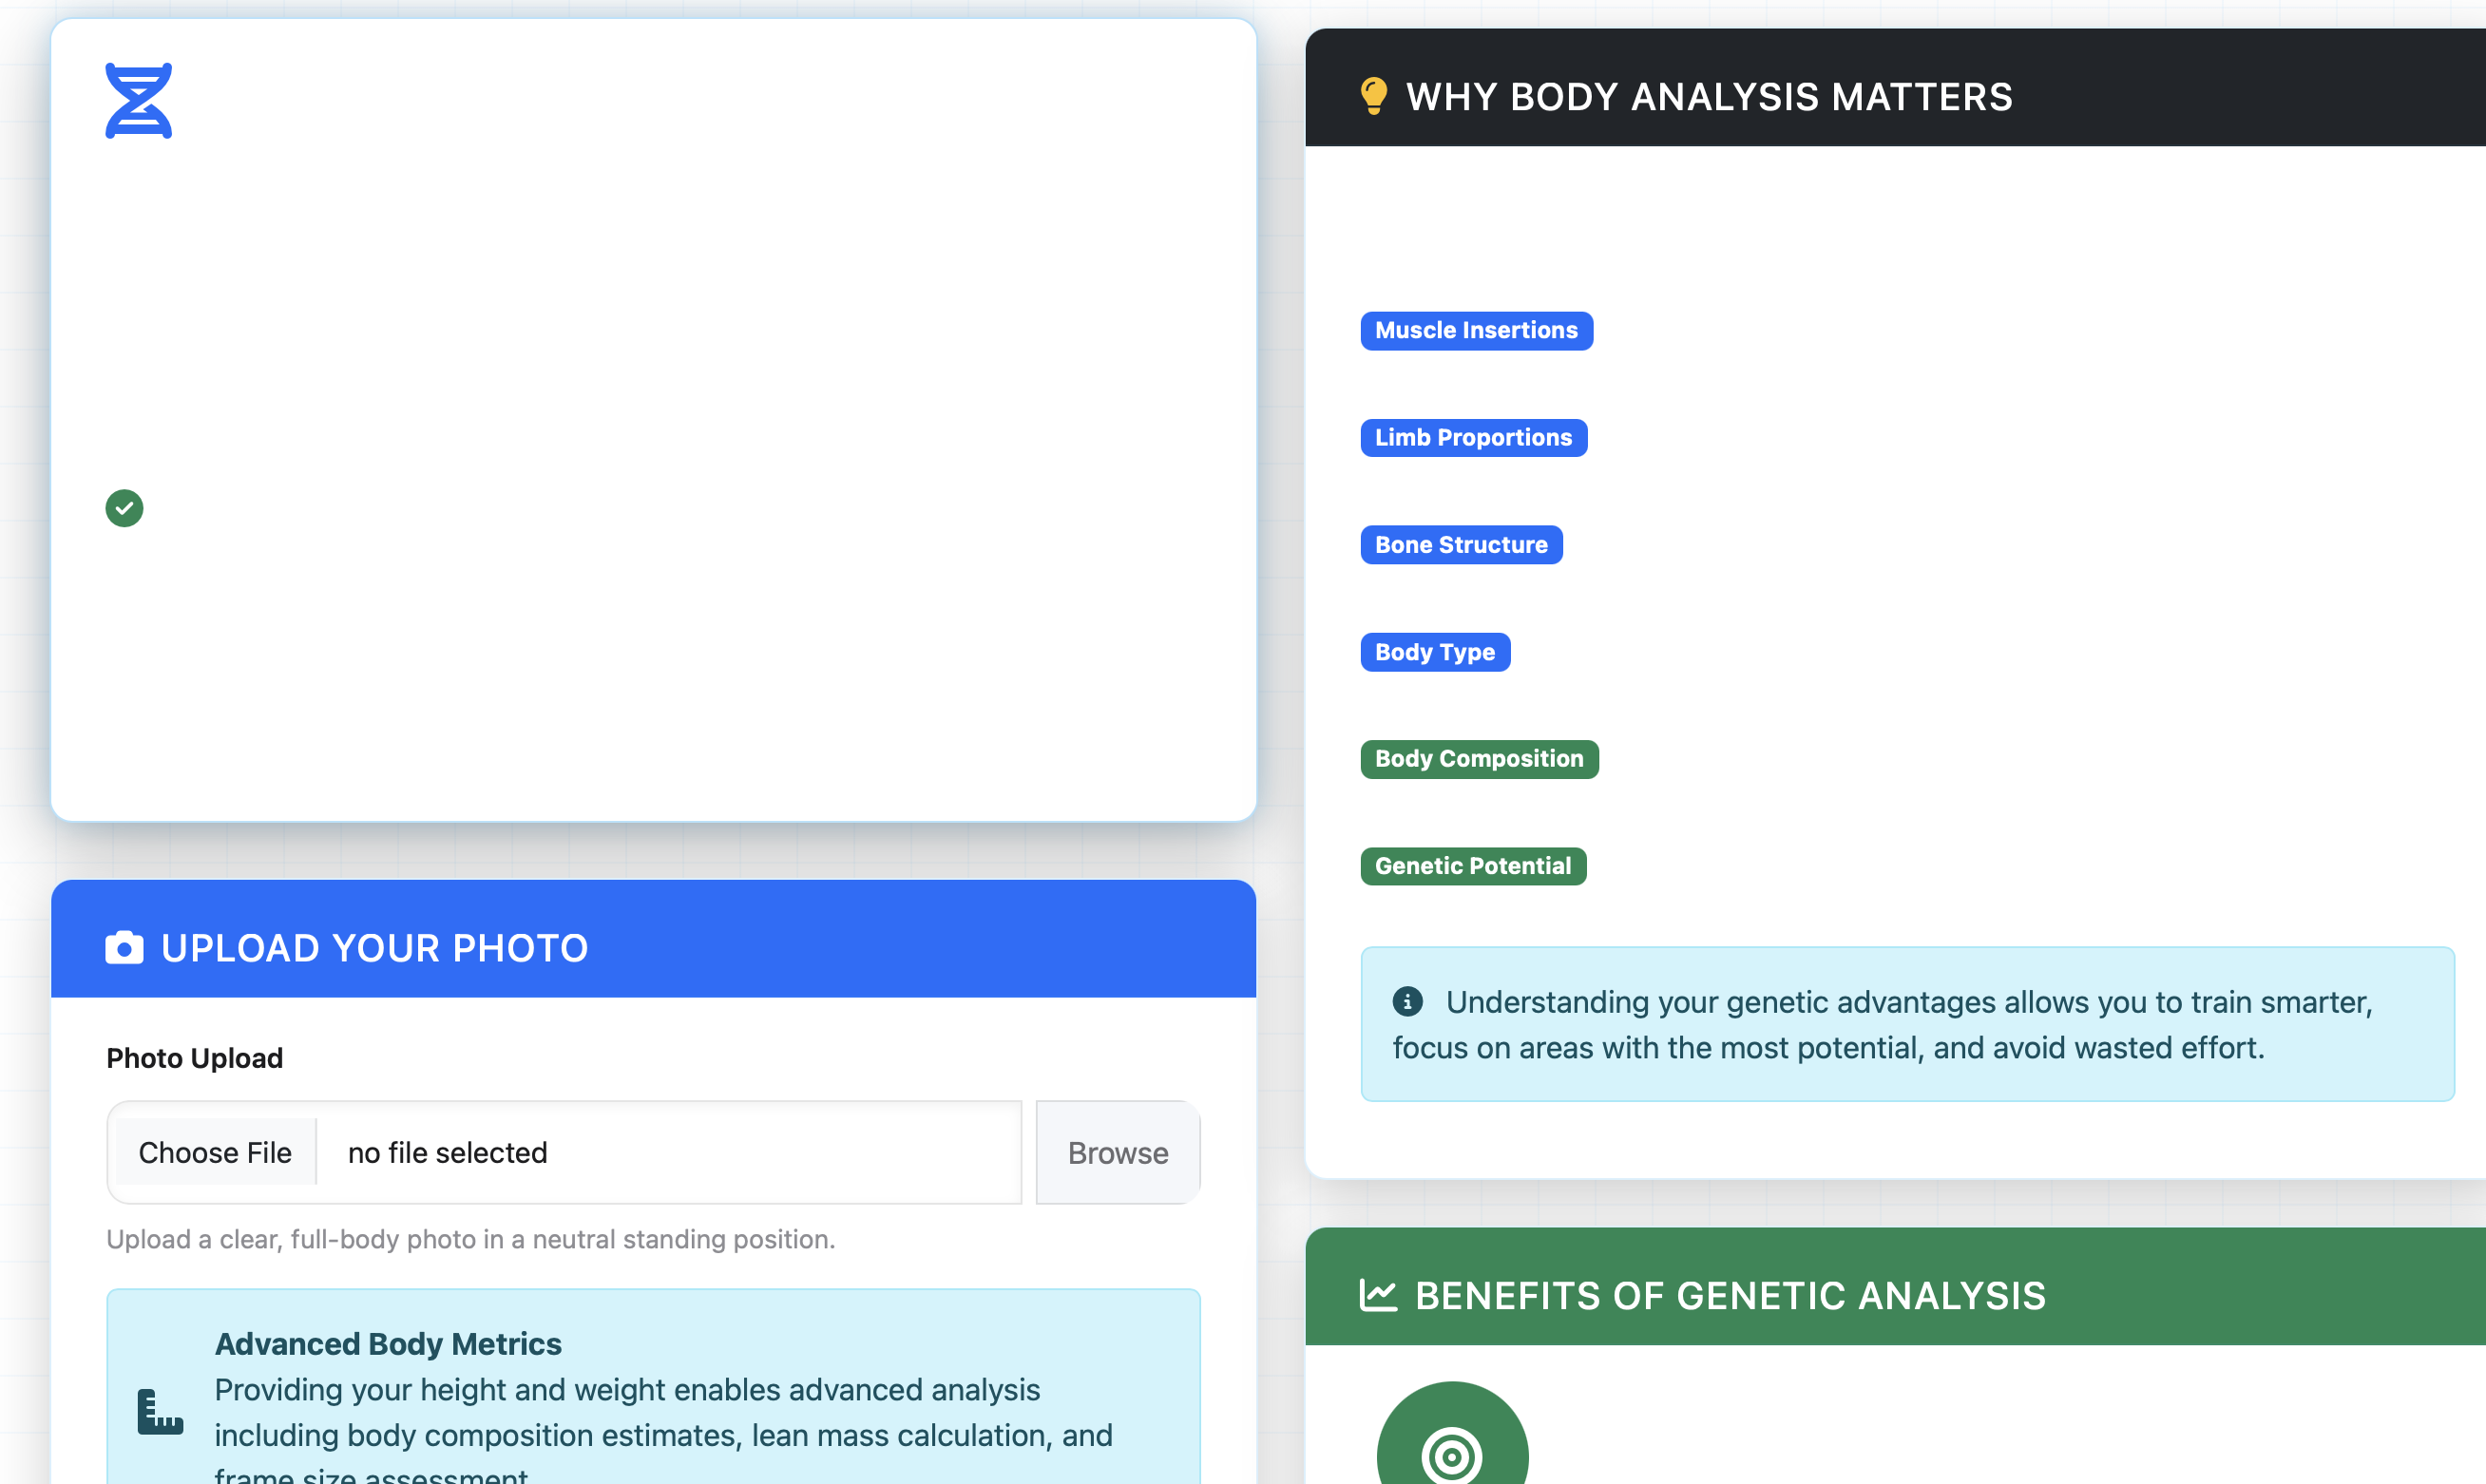 WHY BODY ANALYSIS MATTERS
Muscle Insertions
Limb Proportions
Bone Structure
Body Type
Body Composition
Genetic Potential
Understanding your genetic advantages allows you to train smarter,
focus on areas with the most potential, and avoid wasted effort.
UPLOAD YOUR PHOTO
Photo Upload
Choose File no file selected Browse
Upload a clear, full-body photo in a neutral standing position.
Advanced Body Metrics
Providing your height and weight enables advanced analysis
including body composition estimates, lean mass calculation, and
frame size assessment
BENEFITS OF GENETIC ANALYSIS